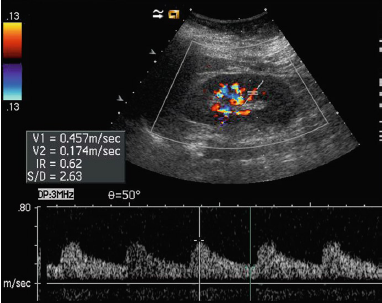 .13
.13
V1 = 0.457m/sec
V2 = 0.174m/sec
IR = 0.62
S/D = 2.63
DP:3MHz θ=50°
.80
m/sec